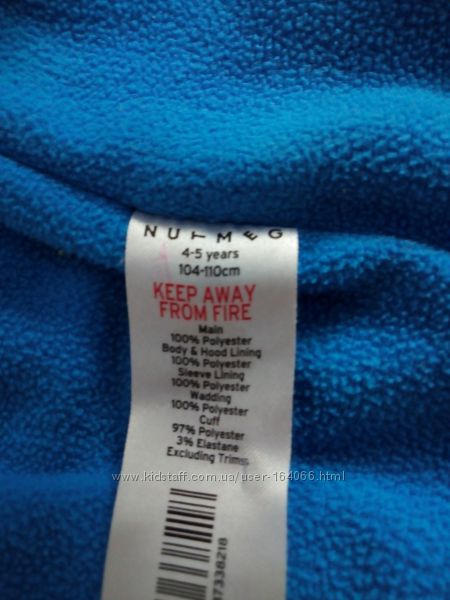 NUTMEG
4-5 years
104-110cm
KEEP AWAY
FROM FIRE
Main
100% Polyester
Body & Hood Lining
100% Polyester
Sleeve Lining
100% Polyester
Wadding
100% Polyester
Cuff
97% Polyester
3% Elastane
Excluding Trims
www.kidstaff.com.ua/user-164066.html
17338218